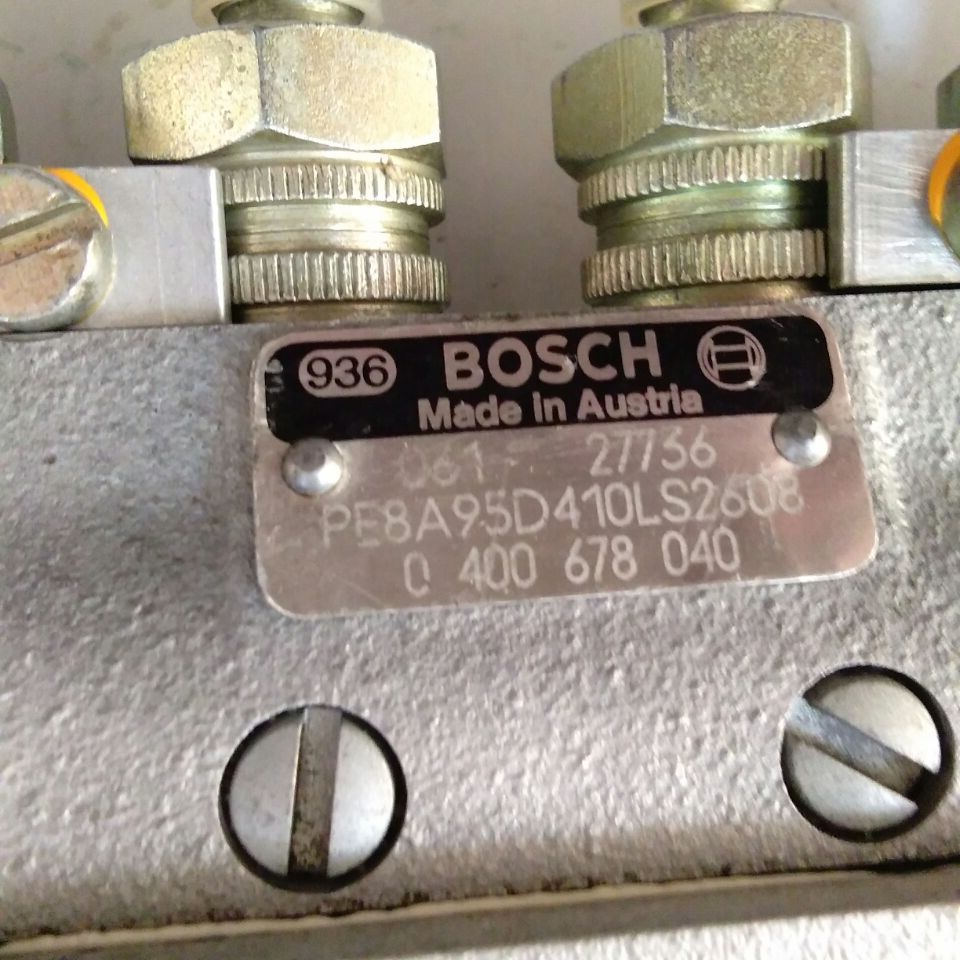 936 BOSCH
Made in Austria
061 27736
PE8A95D410LS2608
0 400 678 040